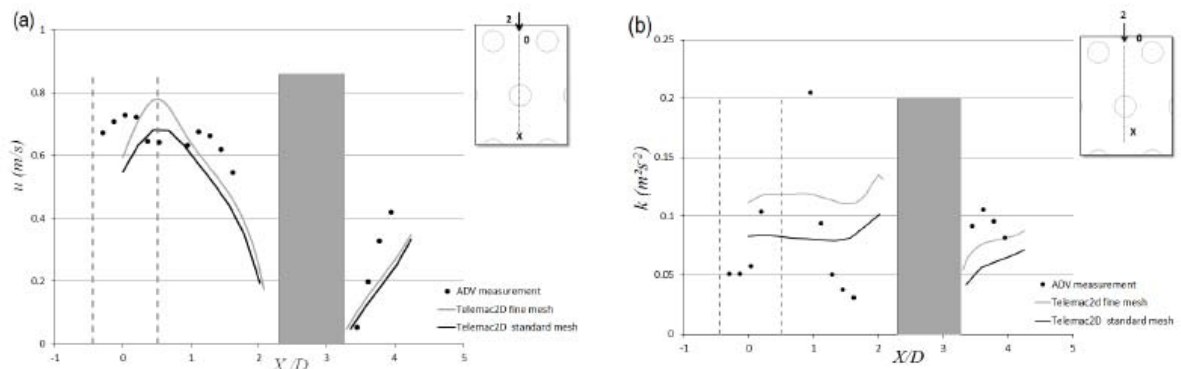 (a)
1
0.8
0.6
0.4
0.2
0
u (m/s)
-1 0 1 2 3 4 5
X/D
ADV measurement
Telemac2D fine mesh
Telemac2D standard mesh
2
0
X
(b)
0.25
0.2
0.15
0.1
0.05
0
k (m²s⁻²)
-1 0 1 2 3 4 5
X/D
ADV measurement
Telemac2d fine mesh
Telemac2D standard mesh
2
0
X